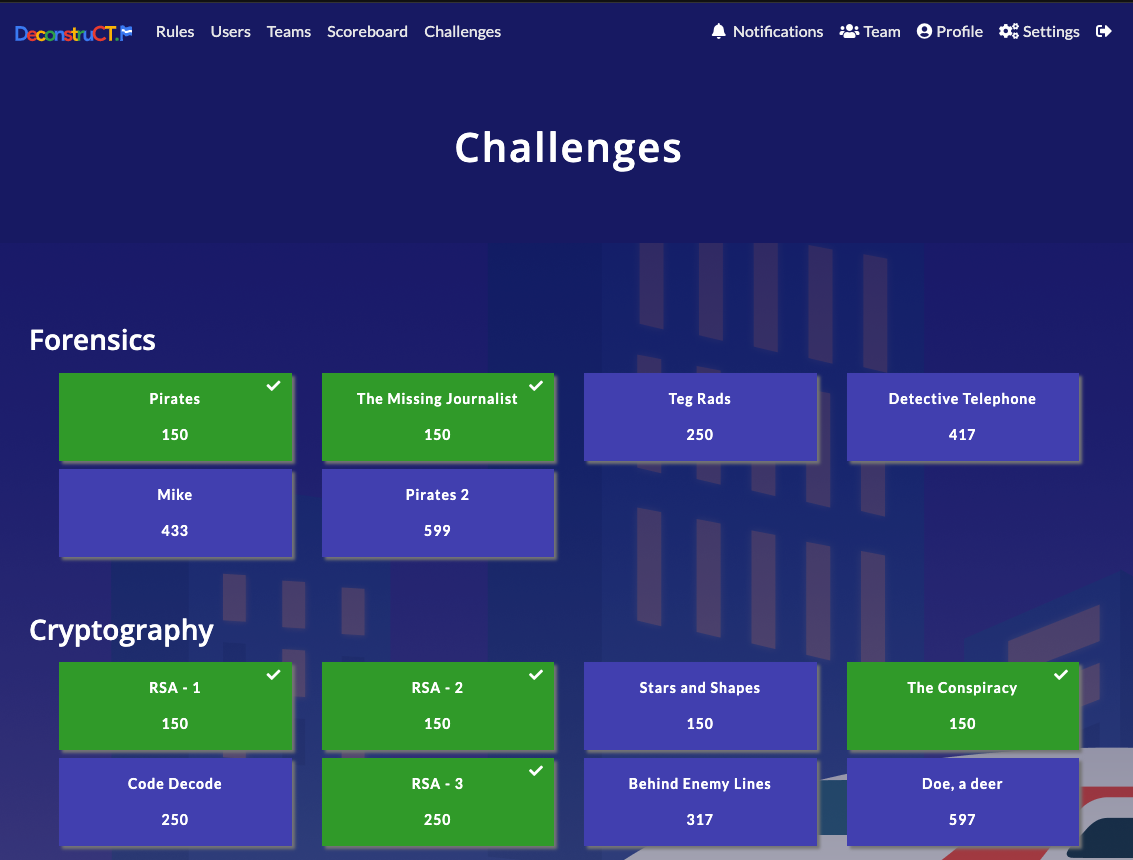 DeconstruCT.F Rules Users Teams Scoreboard Challenges Notifications Team Profile Settings
Challenges
Forensics
Pirates The Missing Journalist Teg Rads Detective Telephone
150 150 250 417
Mike Pirates 2
433 599
Cryptography
RSA - 1 RSA - 2 Stars and Shapes The Conspiracy
150 150 150 150
Code Decode RSA - 3 Behind Enemy Lines Doe, a deer
250 250 317 597